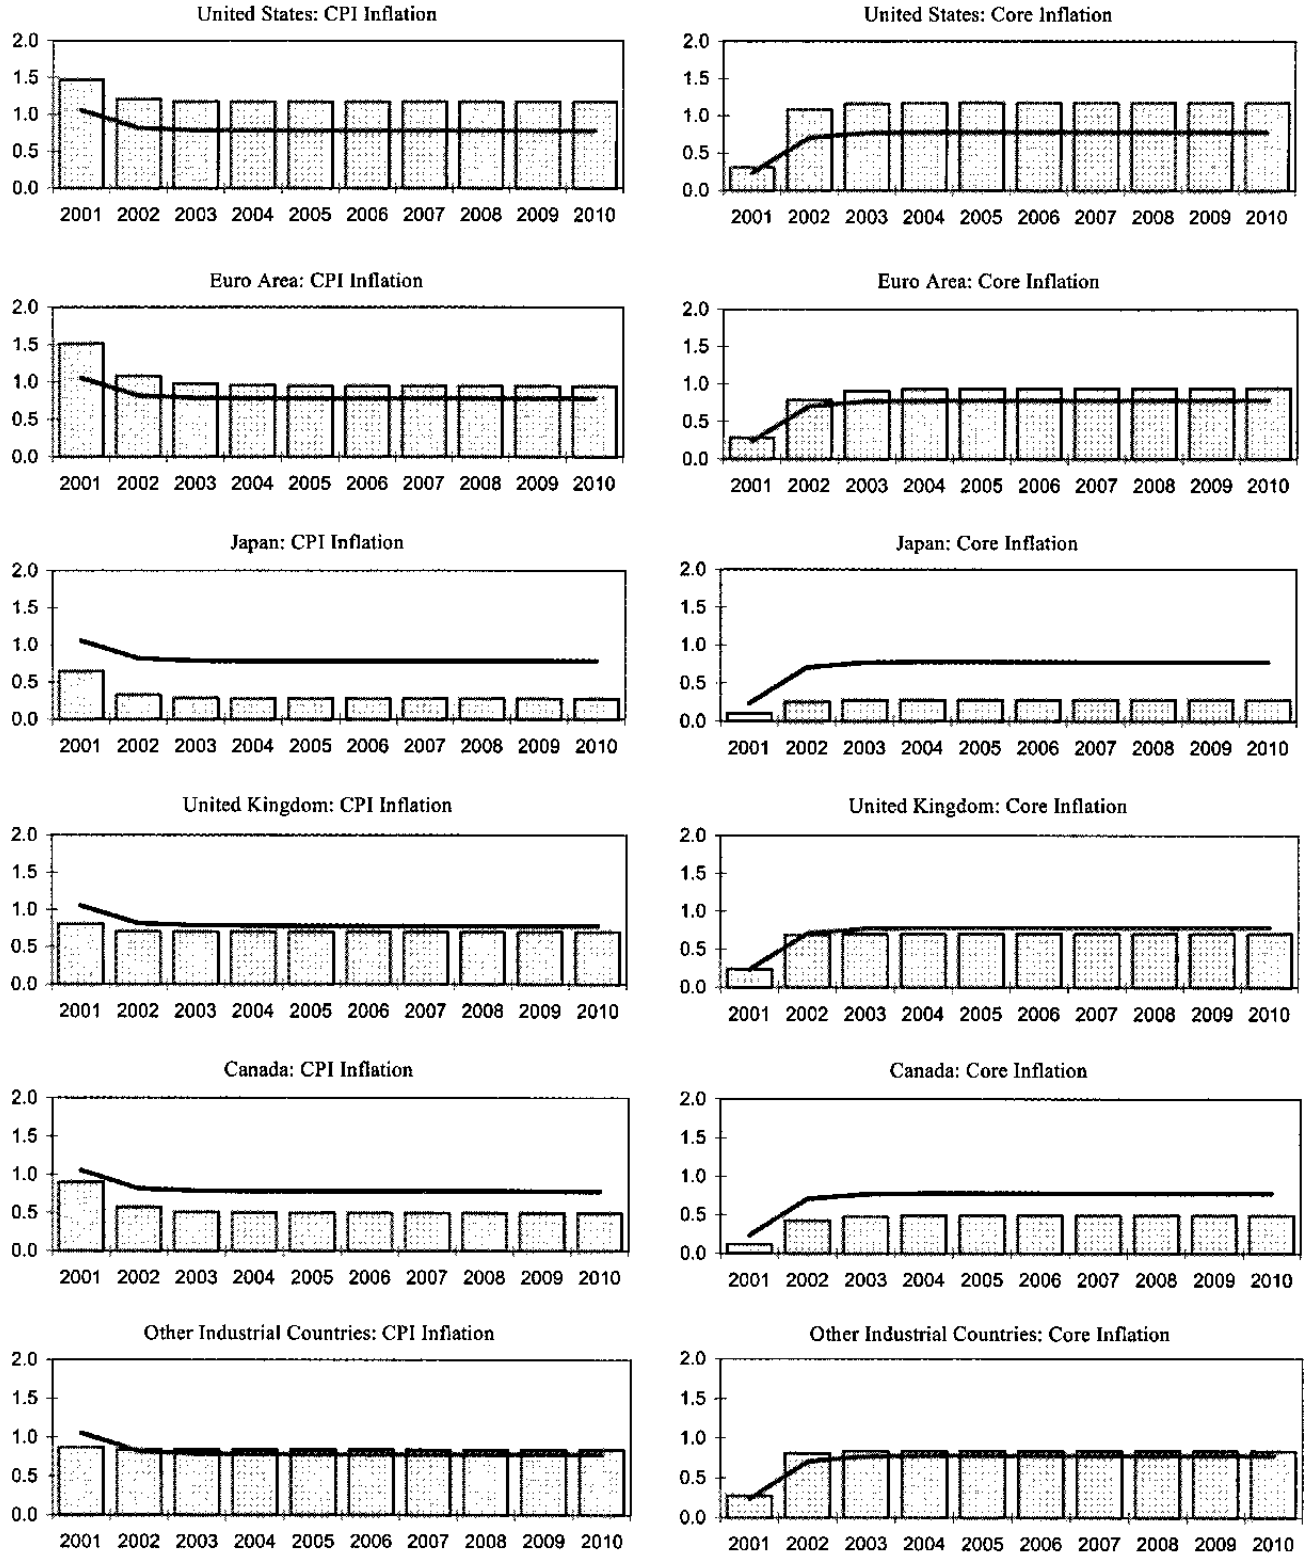 United States: CPI Inflation
2.0
1.5
1.0
0.5
0.0
2001 2002 2003 2004 2005 2006 2007 2008 2009 2010
United States: Core Inflation
2.0
1.5
1.0
0.5
0.0
2001 2002 2003 2004 2005 2006 2007 2008 2009 2010
Euro Area: CPI Inflation
2.0
1.5
1.0
0.5
0.0
2001 2002 2003 2004 2005 2006 2007 2008 2009 2010
Euro Area: Core Inflation
2.0
1.5
1.0
0.5
0.0
2001 2002 2003 2004 2005 2006 2007 2008 2009 2010
Japan: CPI Inflation
2.0
1.5
1.0
0.5
0.0
2001 2002 2003 2004 2005 2006 2007 2008 2009 2010
Japan: Core Inflation
2.0
1.5
1.0
0.5
0.0
2001 2002 2003 2004 2005 2006 2007 2008 2009 2010
United Kingdom: CPI Inflation
2.0
1.5
1.0
0.5
0.0
2001 2002 2003 2004 2005 2006 2007 2008 2009 2010
United Kingdom: Core Inflation
2.0
1.5
1.0
0.5
0.0
2001 2002 2003 2004 2005 2006 2007 2008 2009 2010
Canada: CPI Inflation
2.0
1.5
1.0
0.5
0.0
2001 2002 2003 2004 2005 2006 2007 2008 2009 2010
Canada: Core Inflation
2.0
1.5
1.0
0.5
0.0
2001 2002 2003 2004 2005 2006 2007 2008 2009 2010
Other Industrial Countries: CPI Inflation
2.0
1.5
1.0
0.5
0.0
2001 2002 2003 2004 2005 2006 2007 2008 2009 2010
Other Industrial Countries: Core Inflation
2.0
1.5
1.0
0.5
0.0
2001 2002 2003 2004 2005 2006 2007 2008 2009 2010